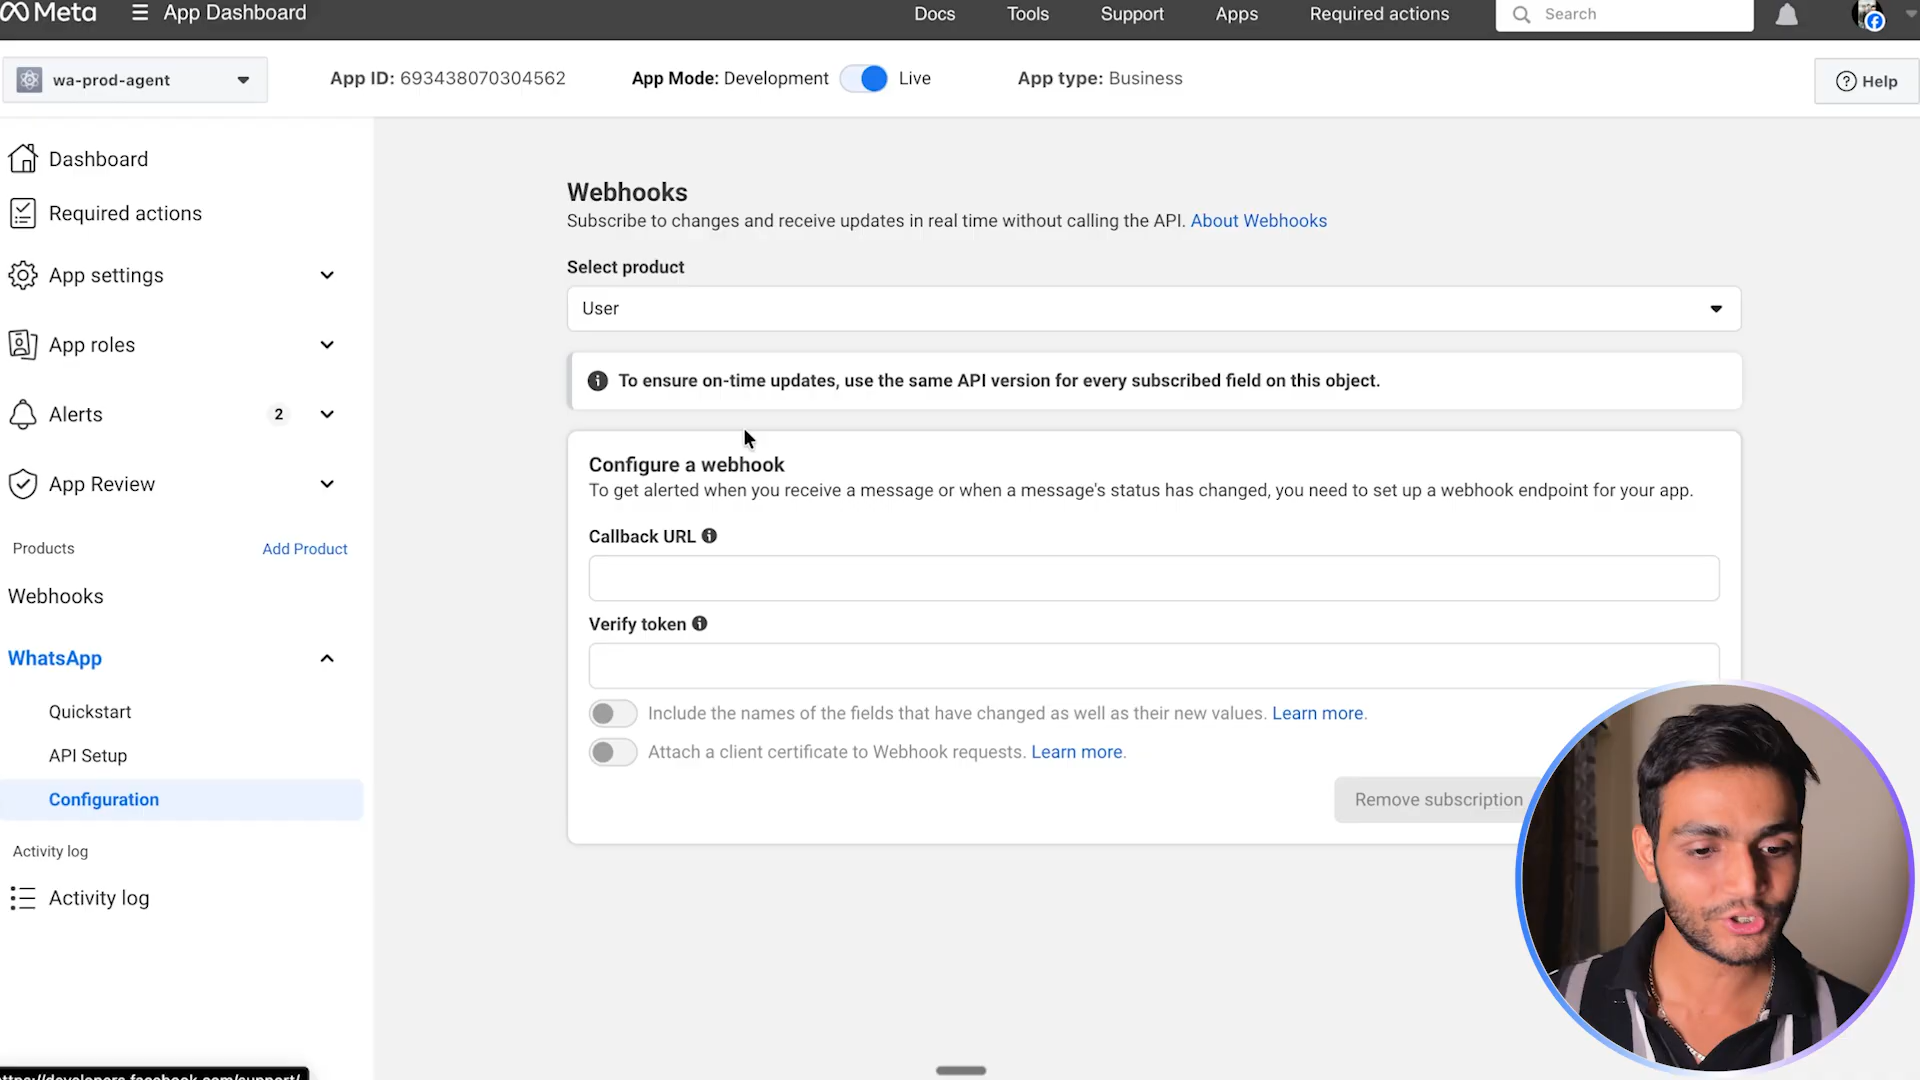 Meta
App Dashboard
Docs
Tools
Support
Apps
Required actions
Search
wa-prod-agent
App ID: 693438070304562
App Mode: Development
Live
App type: Business
Help
Dashboard
Required actions
App settings
App roles
Alerts
2
App Review
Products
Add Product
Webhooks
WhatsApp
Quickstart
API Setup
Configuration
Activity log
Activity log
Webhooks
Subscribe to changes and receive updates in real time without calling the API. About Webhooks
Select product
User
To ensure on-time updates, use the same API version for every subscribed field on this object.
Configure a webhook
To get alerted when you receive a message or when a message's status has changed, you need to set up a webhook endpoint for your app.
Callback URL
Verify token
Include the names of the fields that have changed as well as their new values. Learn more.
Attach a client certificate to Webhook requests. Learn more.
Remove subscription
ttps://developers.facebook.com/support/